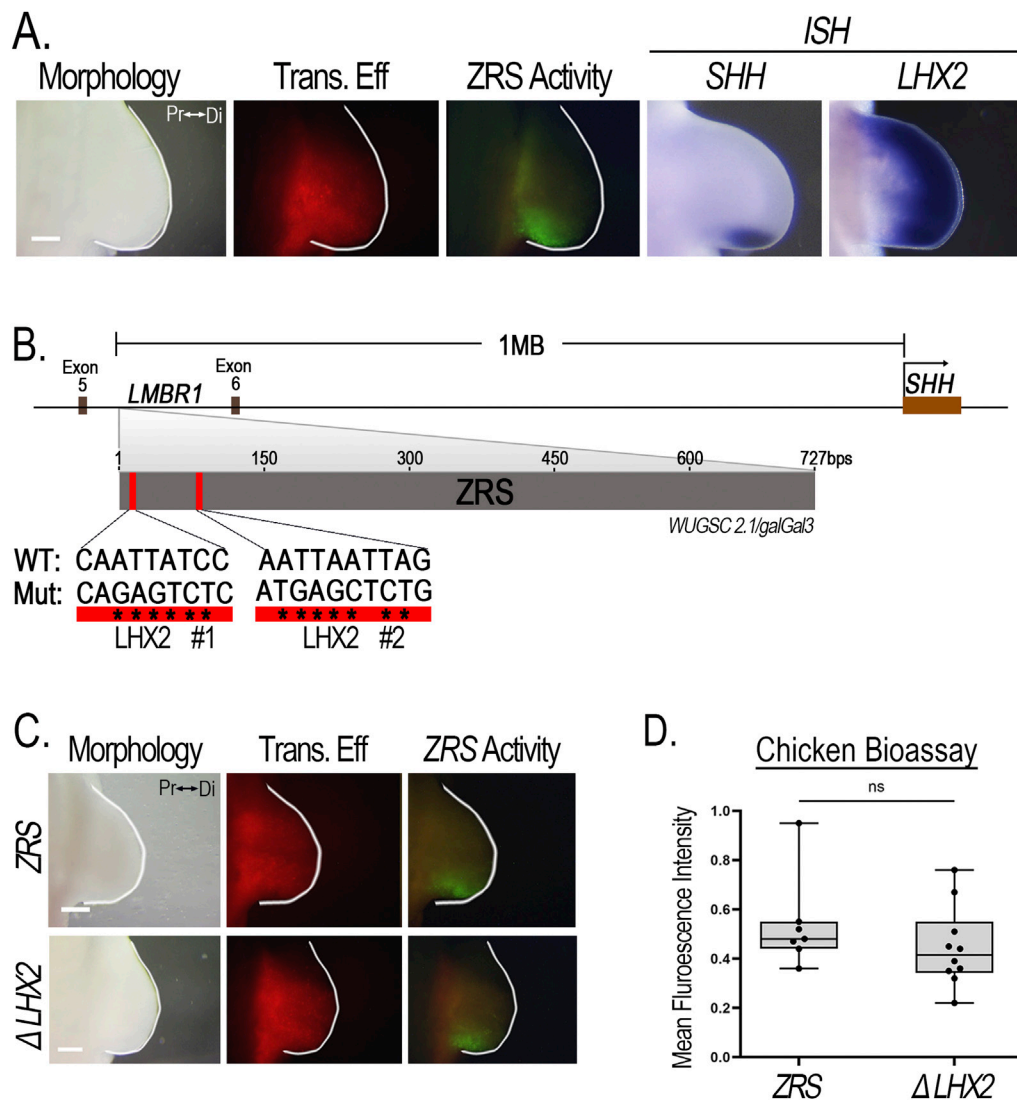 A.
ISH
Morphology Trans. Eff ZRS Activity SHH LHX2
Pr↔Di
B.
1MB
Exon 5
Exon 6
LMBR1
SHH
1 150 300 450 600 727bps
ZRS
WUGSC 2.1/galGal3
WT: CAATTATCC AATTAATTAG
Mut: CAGAGTCTC ATGAGCTCTG
****** ***** **
LHX2 #1 LHX2 #2
C.
Morphology Trans. Eff ZRS Activity
Pr↔Di
ZRS
Δ LHX2
D.
Chicken Bioassay
ns
Mean Fluroescence Intensity
1.0
0.8
0.6
0.4
0.2
0.0
ZRS Δ LHX2